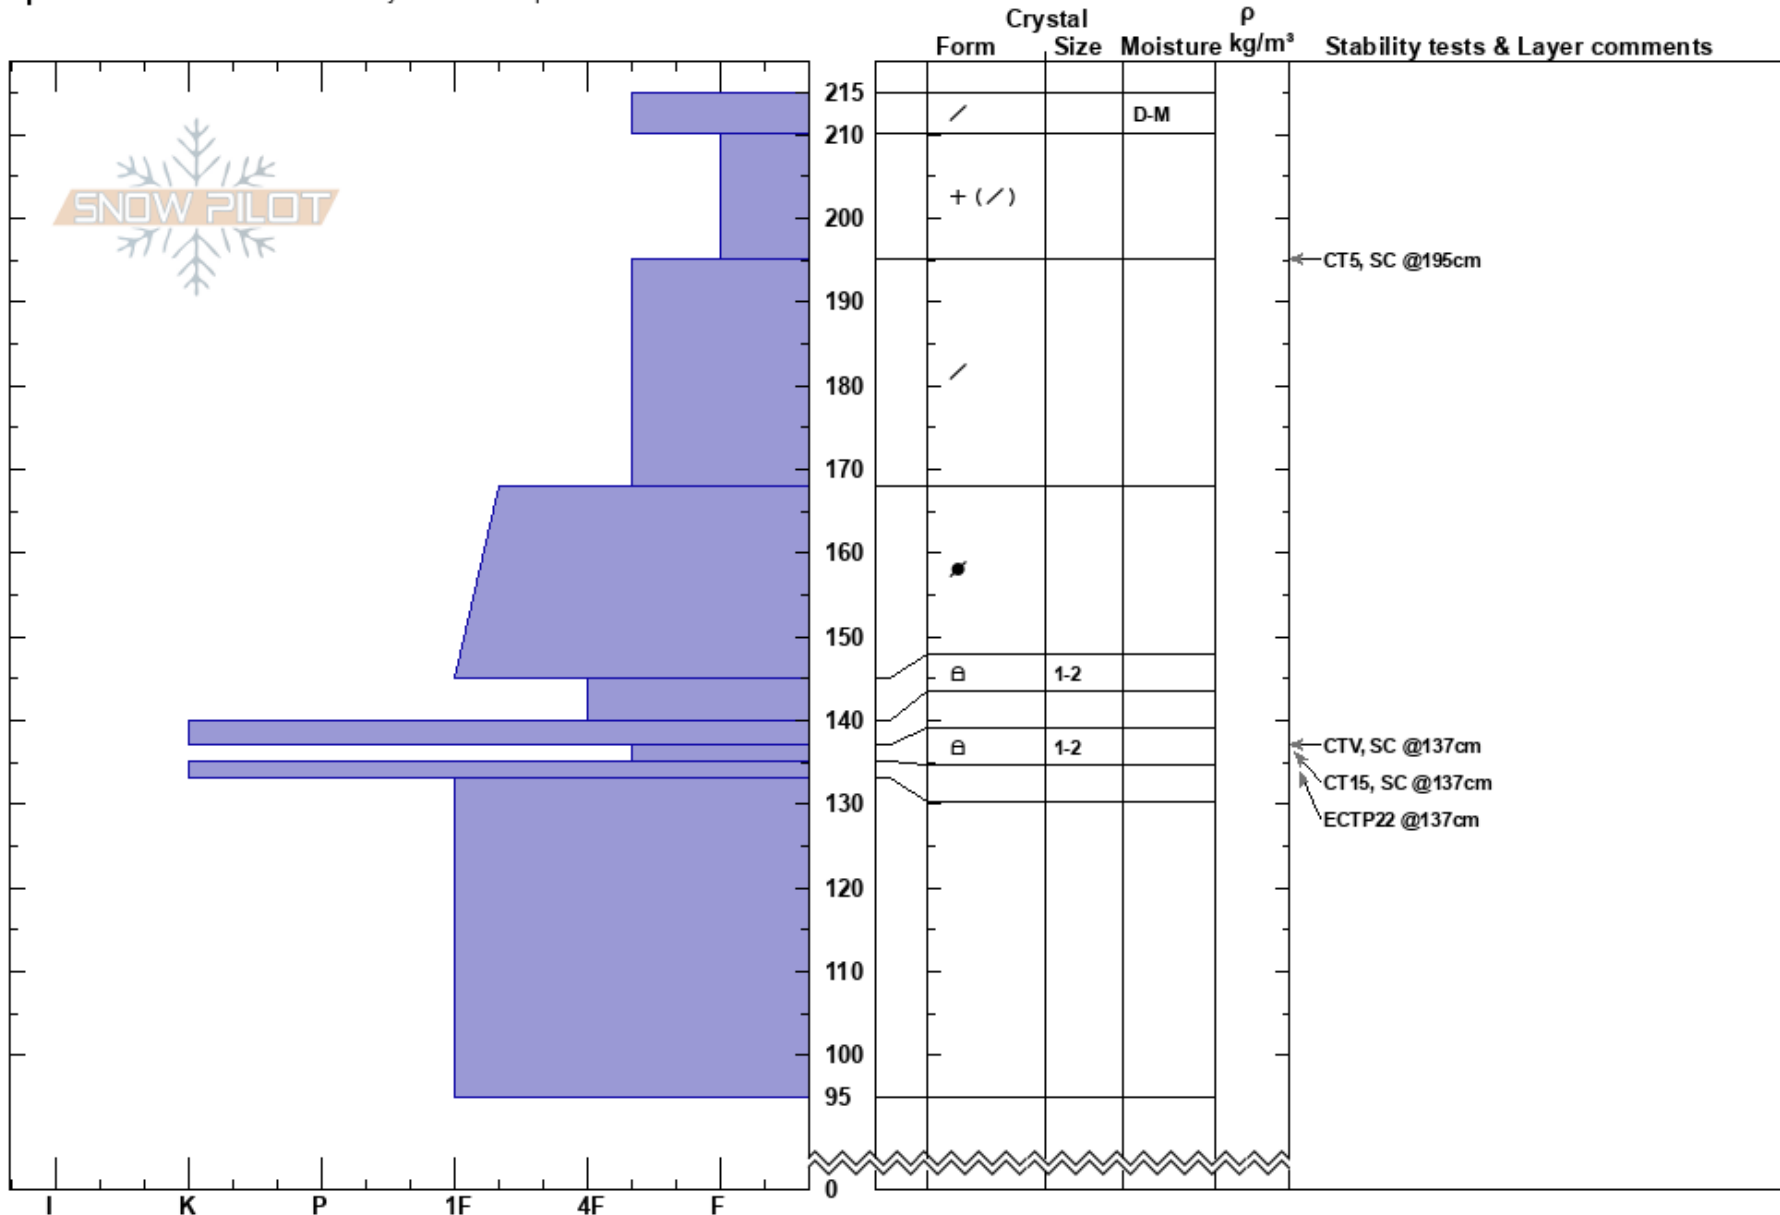 Crystal
ρ
Form Size Moisture kg/m³ Stability tests & Layer comments
215
D-M
210
+ (/)
200
SNOW PILOT
CT5, SC @195cm
190
180
170
160
150
1-2
140
1-2
CTV, SC @137cm
CT15, SC @137cm
130
ECTP22 @137cm
120
110
100
95
0
I K P 1F 4F F